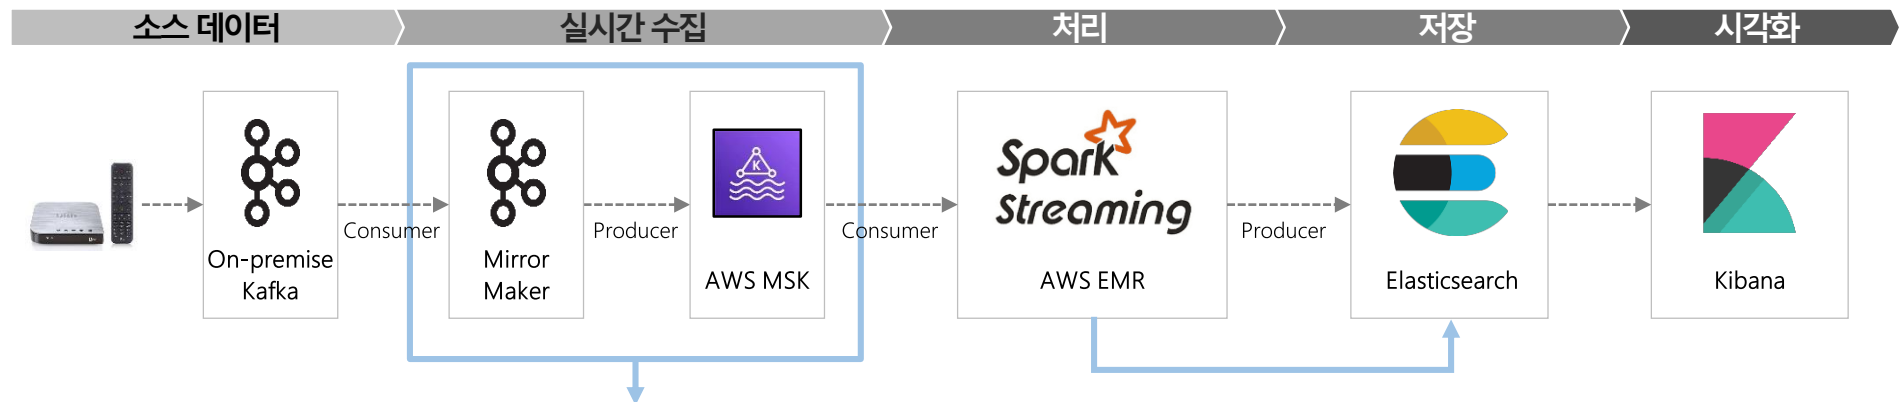 소스 데이터
실시간 수집
처리
저장
시각화
On-premise
Kafka
Consumer
Mirror
Maker
Producer
K
AWS MSK
Consumer
Spark
Streaming
AWS EMR
Producer
Elasticsearch
Kibana